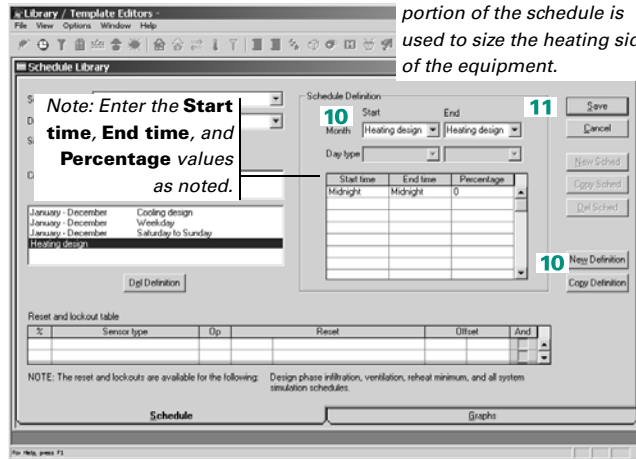 Library / Template Editors -
File View Options Window Help
portion of the schedule is
used to size the heating sid
of the equipment.
Schedule Library
Note: Enter the Start
time, End time, and
Percentage values
as noted.
Schedule Definition
10
Start
End
Month
Heating design
Heating design
Day type
Start time
End time
Percentage
Midnight
Midnight
0
11
Save
Cancel
New Sched
Copy Sched
Del Sched
January - December Cooling design
January - December Weekday
January - December Saturday to Sunday
Heating design
10
New Definition
Copy Definition
Del Definition
Reset and lockout table
% Sensor type Op Reset Offset And
NOTE: The reset and lockouts are available for the following: Design phase infiltration, ventilation, reheat minimum, and all system
simulation schedules.
Schedule
Graphs
For Help, press F1